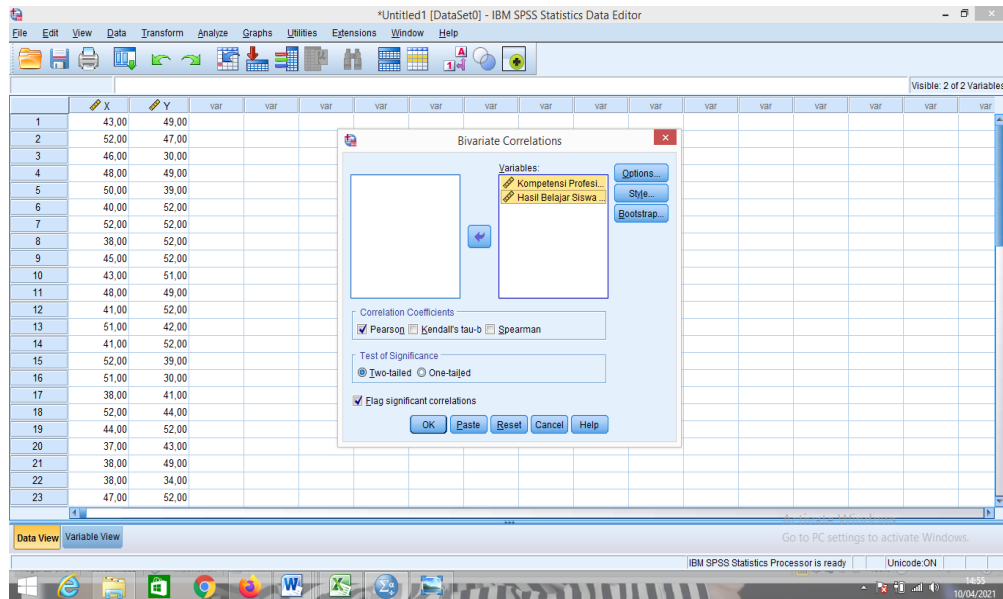 *Untitled1 [DataSet0] - IBM SPSS Statistics Data Editor
File Edit View Data Transform Analyze Graphs Utilities Extensions Window Help
Visible: 2 of 2 Variables
X Y var var var var var var var var var var var var var var var
1 43,00 49,00
2 52,00 47,00
3 46,00 30,00
4 48,00 49,00
5 50,00 39,00
6 40,00 52,00
7 52,00 52,00
8 38,00 52,00
9 45,00 52,00
10 43,00 51,00
11 48,00 49,00
12 41,00 52,00
13 51,00 42,00
14 41,00 52,00
15 52,00 39,00
16 51,00 30,00
17 38,00 41,00
18 52,00 44,00
19 44,00 52,00
20 37,00 43,00
21 38,00 49,00
22 38,00 34,00
23 47,00 52,00
Bivariate Correlations
Variables:
Kompetensi Profesi...
Hasil Belajar Siswa ...
Options...
Style...
Bootstrap...
Correlation Coefficients
Pearson Kendall's tau-b Spearman
Test of Significance
Two-tailed One-tailed
Flag significant correlations
OK Paste Reset Cancel Help
Data View Variable View
Go to PC settings to activate Windows.
IBM SPSS Statistics Processor is ready Unicode:ON
14:55
10/04/2021